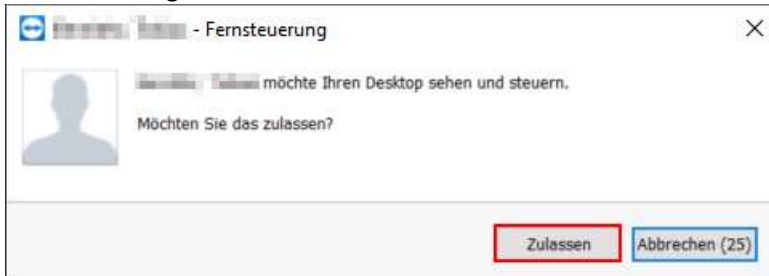 - Fernsteuerung
möchte Ihren Desktop sehen und steuern.
Möchten Sie das zulassen?
Zulassen
Abbrechen (25)